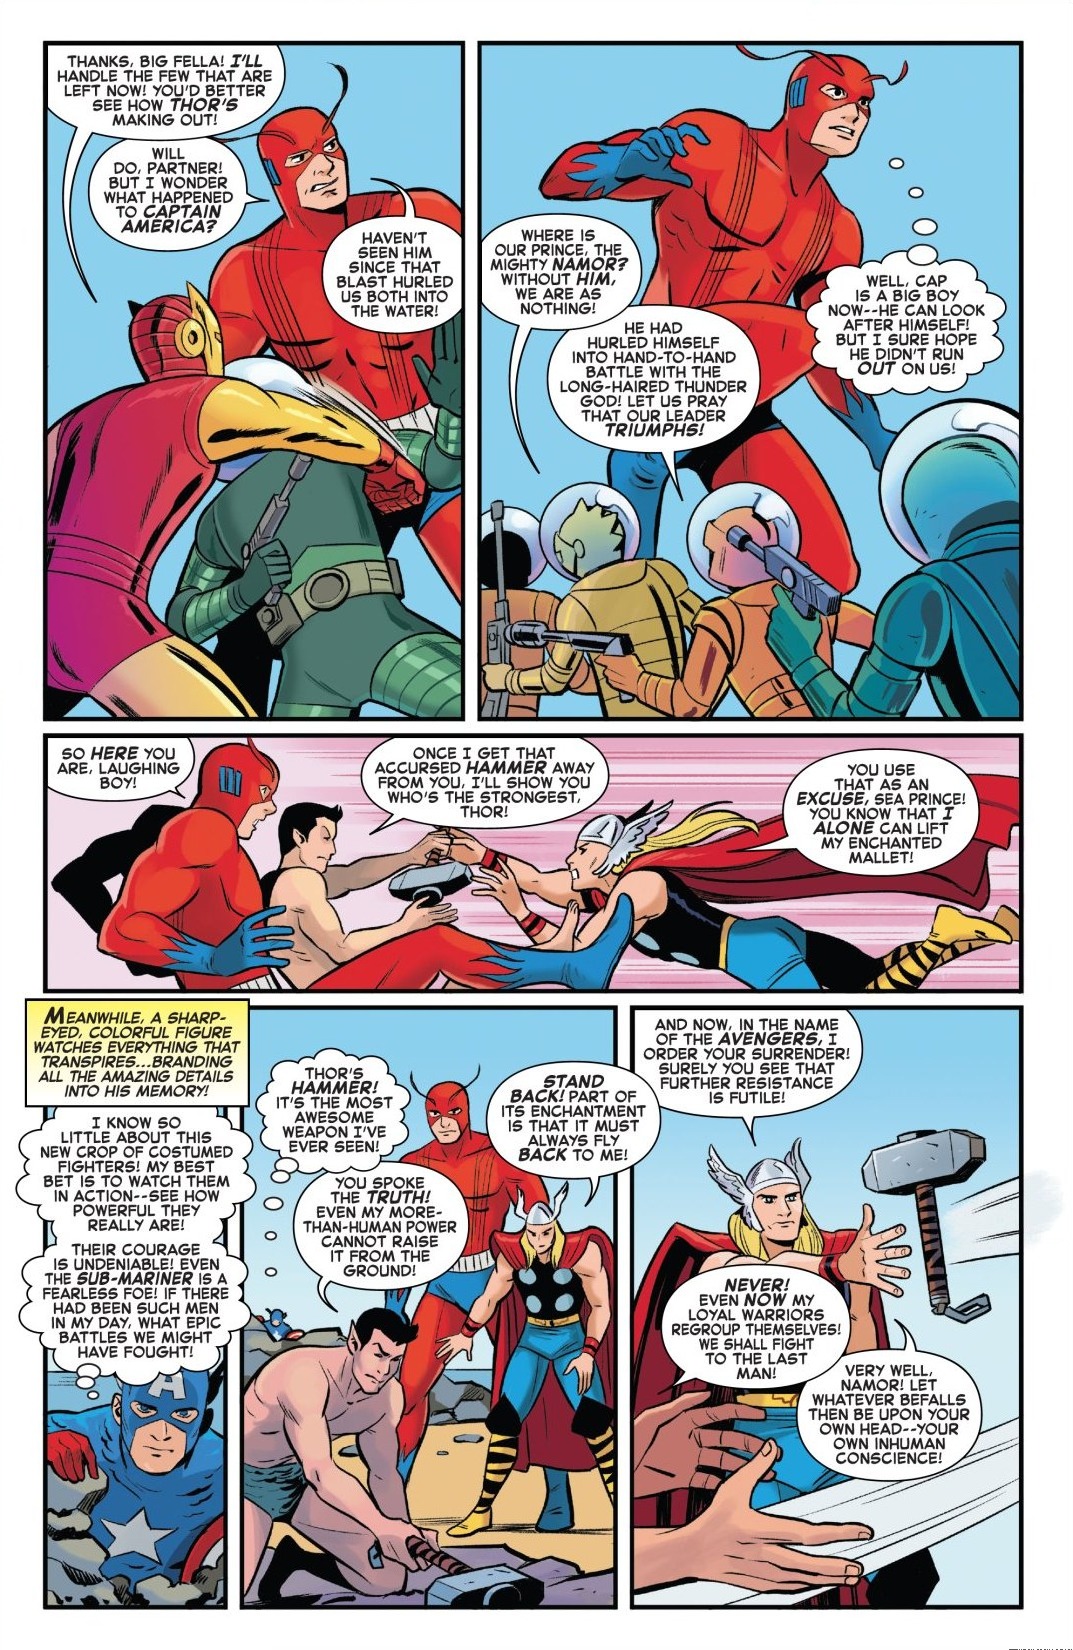 THANKS, BIG FELLA! I'LL
HANDLE THE FEW THAT ARE
LEFT NOW! YOU'D BETTER
SEE HOW THOR'S
MAKING OUT!
WILL
DO, PARTNER!
BUT I WONDER
WHAT HAPPENED
TO CAPTAIN
AMERICA?
HAVEN'T
SEEN HIM
SINCE THAT
BLAST HURLED
US BOTH INTO
THE WATER!
WHERE IS
OUR PRINCE, THE
MIGHTY NAMOR?
WITHOUT HIM,
WE ARE AS
NOTHING!
HE HAD
HURLED HIMSELF
INTO HAND-TO-HAND
BATTLE WITH THE
LONG-HAIRED THUNDER
GOD! LET US PRAY
THAT OUR LEADER
TRIUMPHS!
WELL, CAP
IS A BIG BOY
NOW--HE CAN LOOK
AFTER HIMSELF!
BUT I SURE HOPE
HE DIDN'T RUN
OUT ON US!
SO HERE YOU
ARE, LAUGHING
BOY!
ONCE I GET THAT
ACCURSED HAMMER AWAY
FROM YOU, I'LL SHOW YOU
WHO'S THE STRONGEST,
THOR!
YOU USE
THAT AS AN
EXCUSE, SEA PRINCE!
YOU KNOW THAT I
ALONE CAN LIFT
MY ENCHANTED
MALLET!
MEANWHILE, A SHARP-
EYED, COLORFUL FIGURE
WATCHES EVERYTHING THAT
TRANSPIRES...BRANDING
ALL THE AMAZING DETAILS
INTO HIS MEMORY!
I KNOW SO
LITTLE ABOUT THIS
NEW CROP OF COSTUMED
FIGHTERS! MY BEST
BET IS TO WATCH THEM
IN ACTION--SEE HOW
POWERFUL THEY
REALLY ARE!
THEIR COURAGE
IS UNDENIABLE! EVEN
THE SUB-MARINER IS A
FEARLESS FOE! IF THERE
HAD BEEN SUCH MEN
IN MY DAY, WHAT EPIC
BATTLES WE MIGHT
HAVE FOUGHT!
A
THOR'S
HAMMER!
IT'S THE MOST
AWESOME
WEAPON I'VE
EVER SEEN!
YOU SPOKE
THE TRUTH!
EVEN MY MORE-
THAN-HUMAN POWER
CANNOT RAISE
IT FROM THE
GROUND!
STAND
BACK! PART OF
ITS ENCHANTMENT
IS THAT IT MUST
ALWAYS FLY
BACK TO ME!
AND NOW, IN THE NAME
OF THE AVENGERS, I
ORDER YOUR SURRENDER!
SURELY YOU SEE THAT
FURTHER RESISTANCE
IS FUTILE!
NEVER!
EVEN NOW MY
LOYAL WARRIORS
REGROUP THEMSELVES!
WE SHALL FIGHT
TO THE LAST
MAN!
VERY WELL,
NAMOR! LET
WHATEVER BEFALLS
THEN BE UPON YOUR
OWN HEAD--YOUR
OWN INHUMAN
CONSCIENCE!